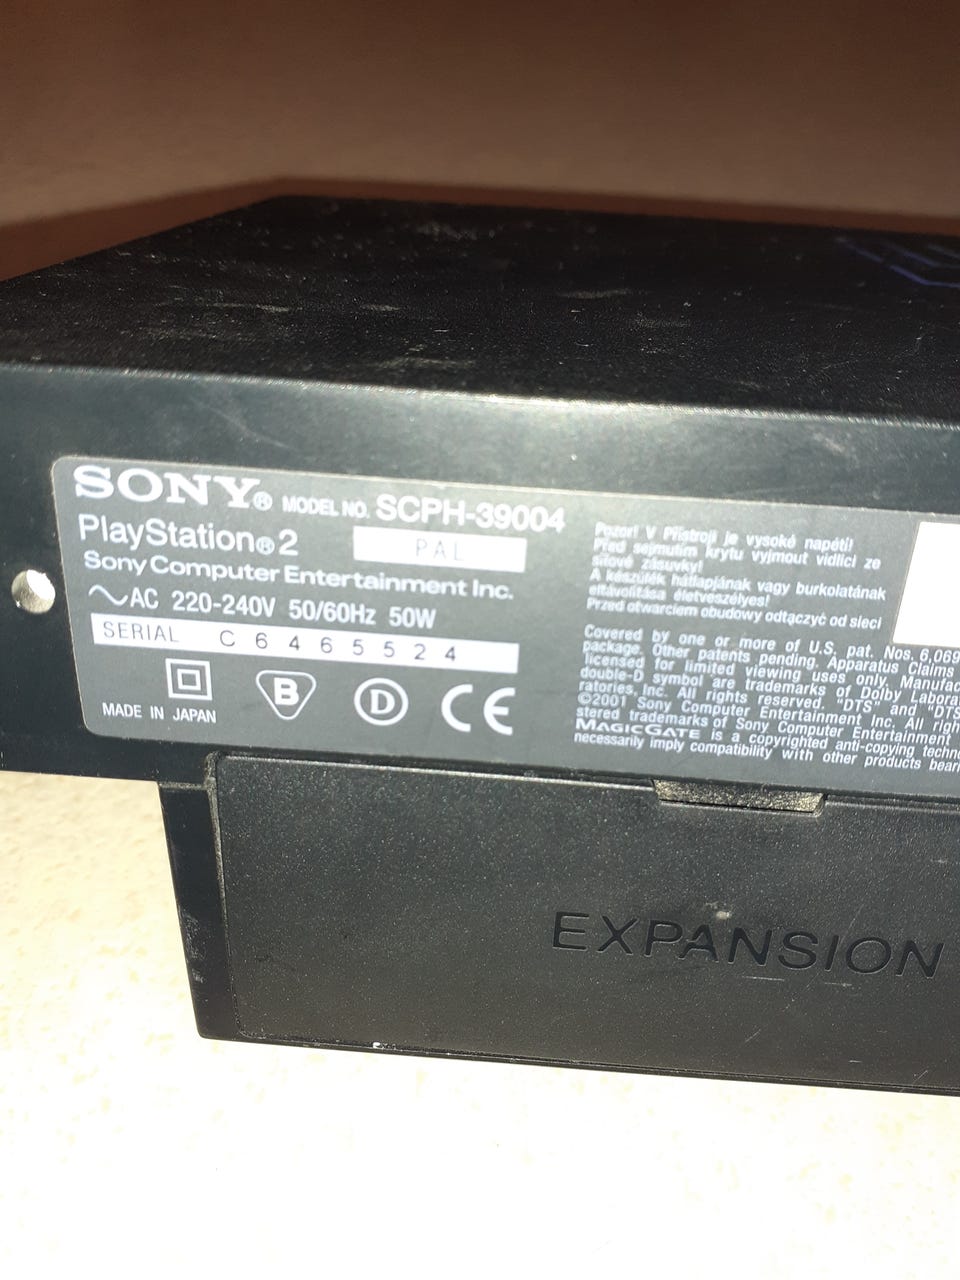 SONY® MODEL NO. SCPH-39004
PlayStation®2 PAL
Sony Computer Entertainment Inc.
AC 220-240V 50/60Hz 50W
SERIAL C6465524
B D CE
MADE IN JAPAN
Pozor! V Přístroji je vysoké napětí!
Před sejmutím krytu vyjmout vidlici ze
síťové zásuvky!
A készülék hátlapjának vagy burkolatának
eltávolítása életveszélyes!
Przed otwarciem obudowy odłączyć od sieci
Covered by one or more of U.S. pat. Nos. 6,069
package. Other patents pending. Apparatus Claims
licensed for limited viewing uses only. Manufac
double-D symbol are trademarks of Dolby Labora
ratories, Inc. All rights reserved. "DTS" and "DTS
©2001 Sony Computer Entertainment Inc. All righ
stered trademarks of Sony Computer Entertainment
MAGICGATE is a copyrighted anti-copying techno
necessarily imply compatibility with other products beari
EXPANSION